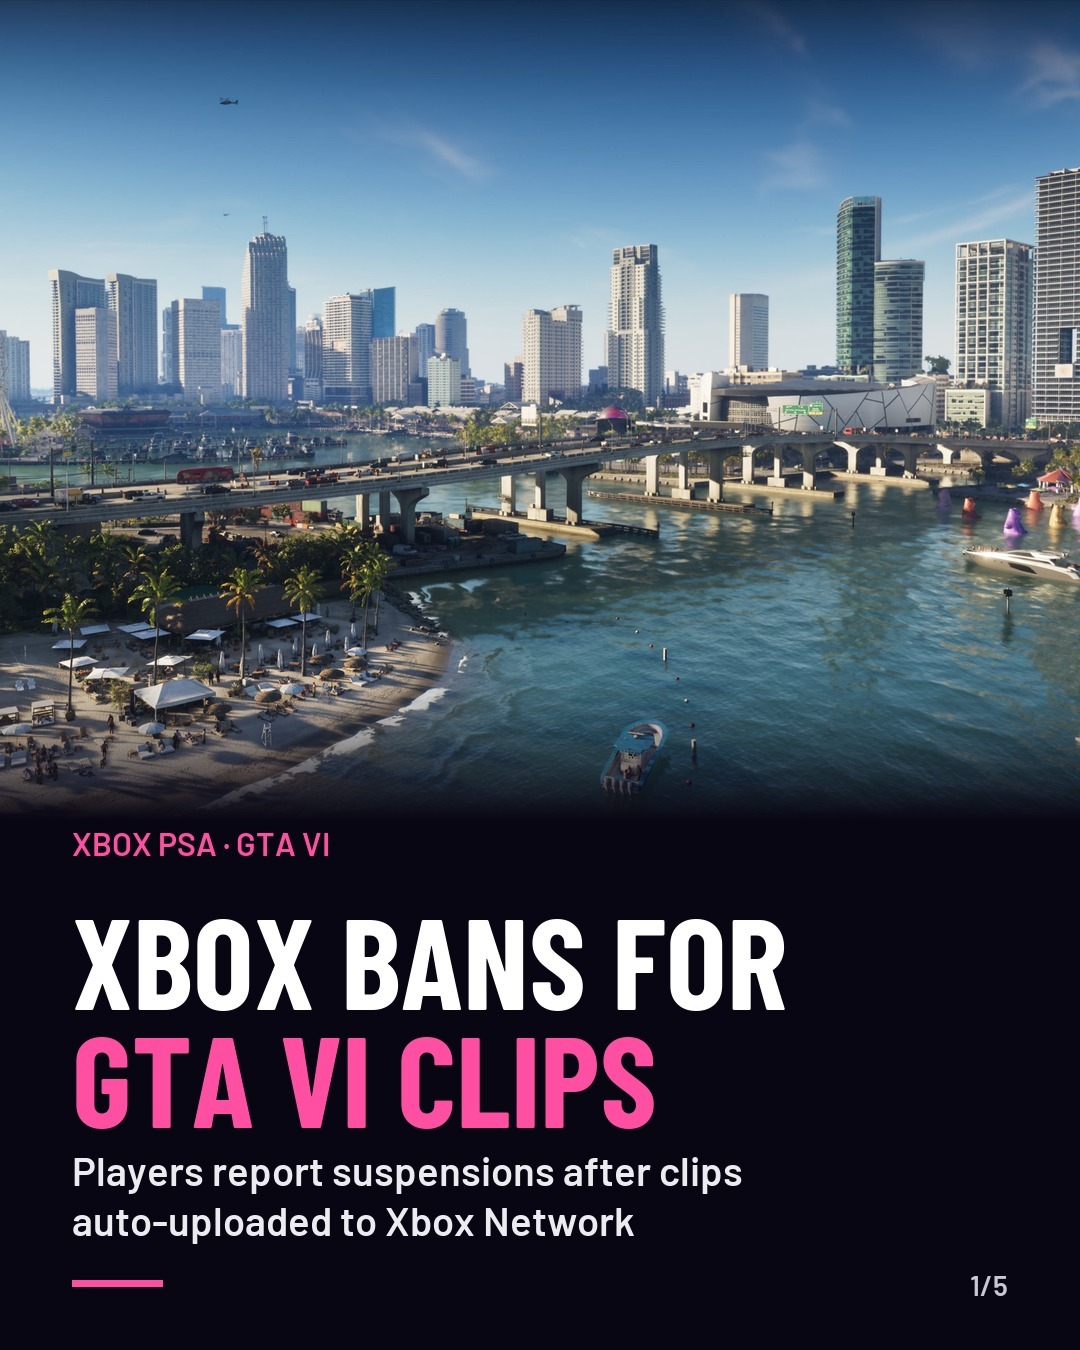 XBOX PSA · GTA VI
XBOX BANS FOR
GTA VI CLIPS
Players report suspensions after clips
auto-uploaded to Xbox Network
1/5